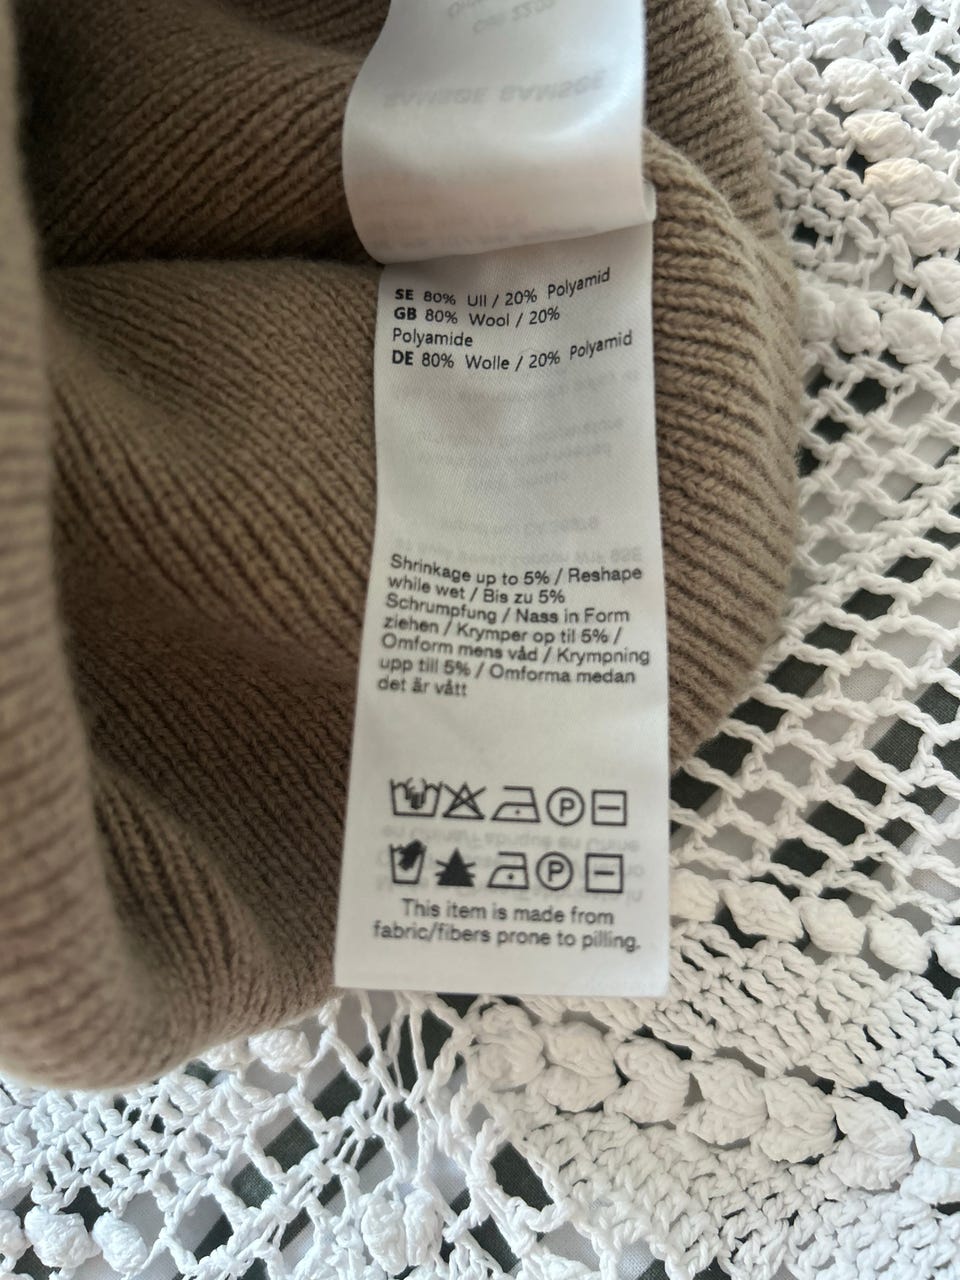 SE 80% Ull / 20% Polyamid
GB 80% Wool / 20%
Polyamide
DE 80% Wolle / 20% Polyamid
Shrinkage up to 5% / Reshape
while wet / Bis zu 5%
Schrumpfung / Nass in Form
ziehen / Krymper op til 5% /
Omform mens våd / Krympning
upp till 5% / Omforma medan
det är vått
P
P
This item is made from
fabric/fibers prone to pilling.